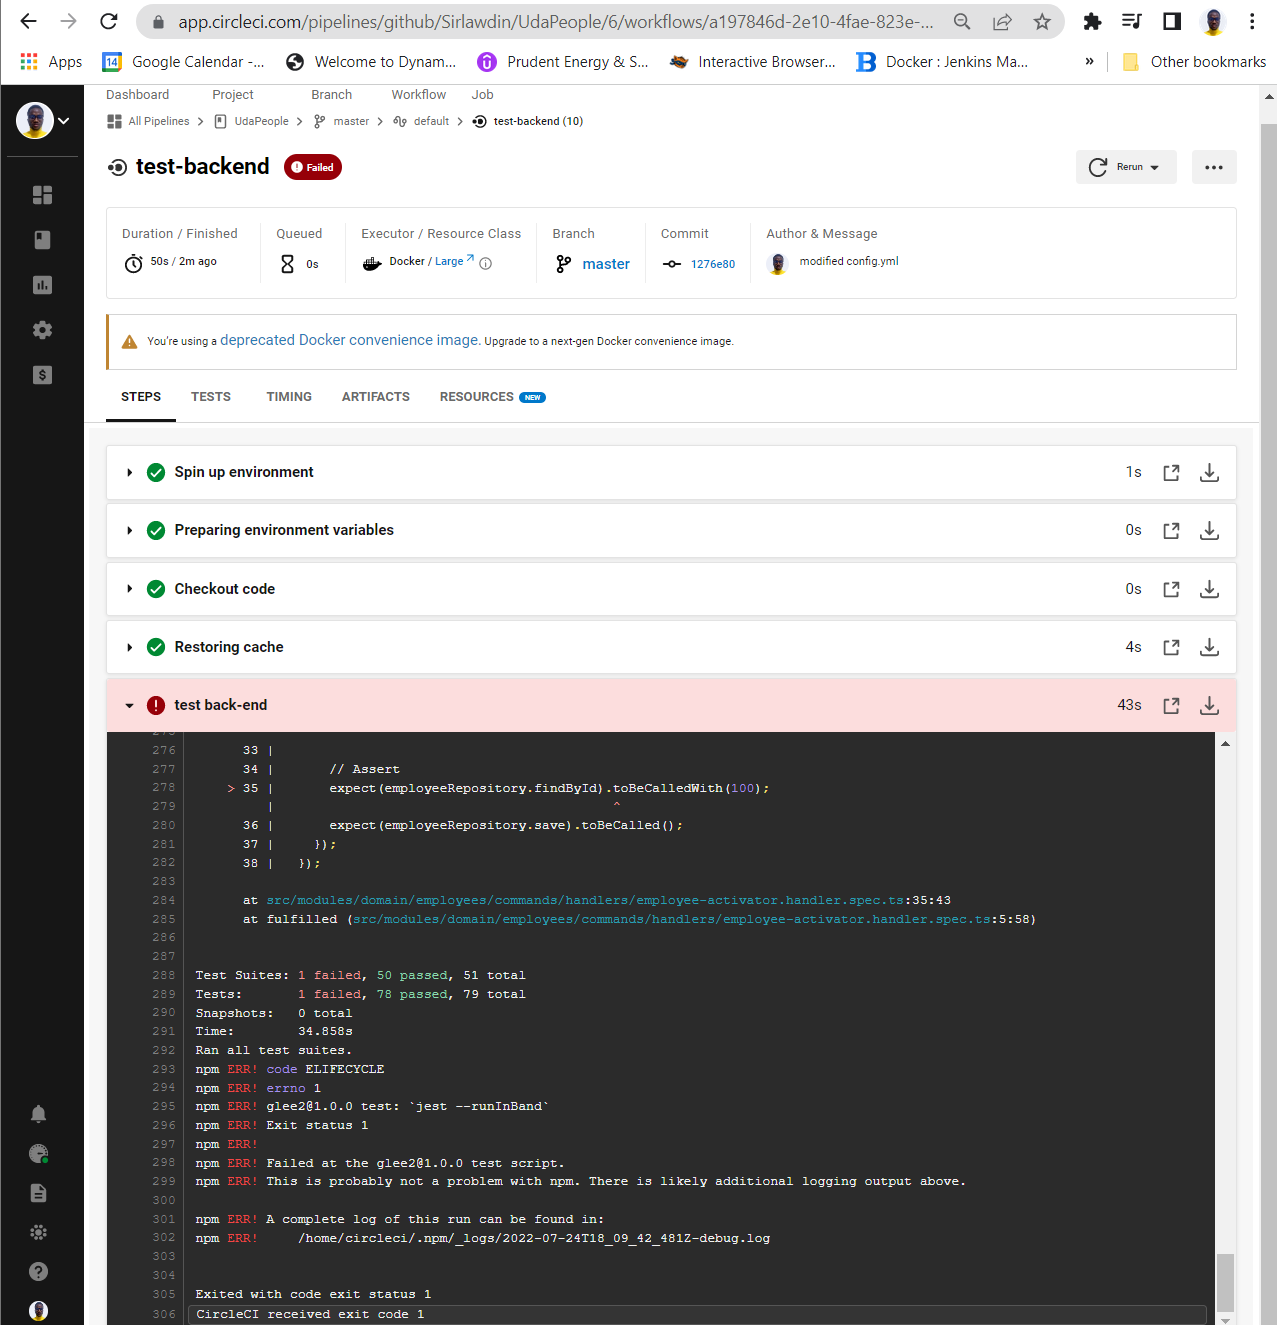 app.circleci.com/pipelines/github/Sirlawdin/UdaPeople/6/workflows/a197846d-2e10-4fae-823e-...
Apps 14 Google Calendar -... Welcome to Dynam... Prudent Energy & S... Interactive Browser... Docker : Jenkins Ma... » Other bookmarks
Dashboard Project Branch Workflow Job
All Pipelines > UdaPeople > master > default > test-backend (10)
test-backend Failed Rerun ...
Duration / Finished Queued Executor / Resource Class Branch Commit Author & Message
50s / 2m ago 0s Docker / Large master 1276e80 modified config.yml
You're using a deprecated Docker convenience image. Upgrade to a next-gen Docker convenience image.
STEPS TESTS TIMING ARTIFACTS RESOURCES NEW
Spin up environment 1s
Preparing environment variables 0s
Checkout code 0s
Restoring cache 4s
test back-end 43s
276 33 |
277 34 | // Assert
278 > 35 | expect(employeeRepository.findById).toBeCalledWith(100);
279 | ^
280 36 | expect(employeeRepository.save).toBeCalled();
281 37 | });
282 38 | });
283
284 at src/modules/domain/employees/commands/handlers/employee-activator.handler.spec.ts:35:43
285 at fulfilled (src/modules/domain/employees/commands/handlers/employee-activator.handler.spec.ts:5:58)
286
287
288 Test Suites: 1 failed, 50 passed, 51 total
289 Tests: 1 failed, 78 passed, 79 total
290 Snapshots: 0 total
291 Time: 34.858s
292 Ran all test suites.
293 npm ERR! code ELIFECYCLE
294 npm ERR! errno 1
295 npm ERR! glee2@1.0.0 test: `jest --runInBand`
296 npm ERR! Exit status 1
297 npm ERR!
298 npm ERR! Failed at the glee2@1.0.0 test script.
299 npm ERR! This is probably not a problem with npm. There is likely additional logging output above.
300
301 npm ERR! A complete log of this run can be found in:
302 npm ERR! /home/circleci/.npm/_logs/2022-07-24T18_09_42_481Z-debug.log
303
304
305 Exited with code exit status 1
306 CircleCI received exit code 1